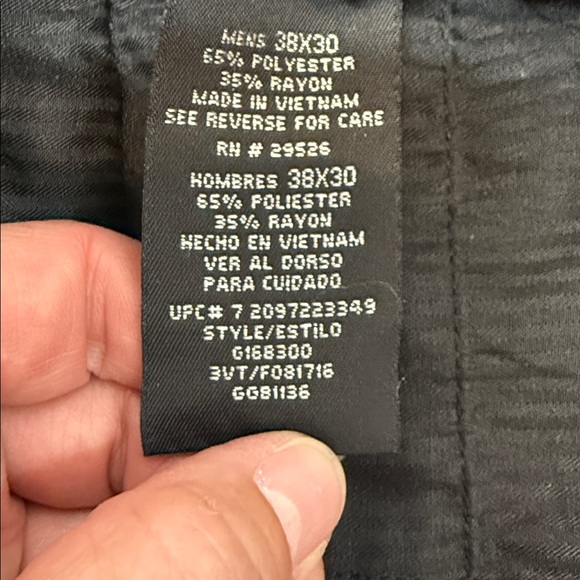 MENS 38X30
65% POLYESTER
35% RAYON
MADE IN VIETNAM
SEE REVERSE FOR CARE
RN # 29526
HOMBRES 38X30
65% POLIESTER
35% RAYON
HECHO EN VIETNAM
VER AL DORSO
PARA CUIDADO
UPC# 7 2097223349
STYLE/ESTILO
G168300
3VT/F081716
GG81136